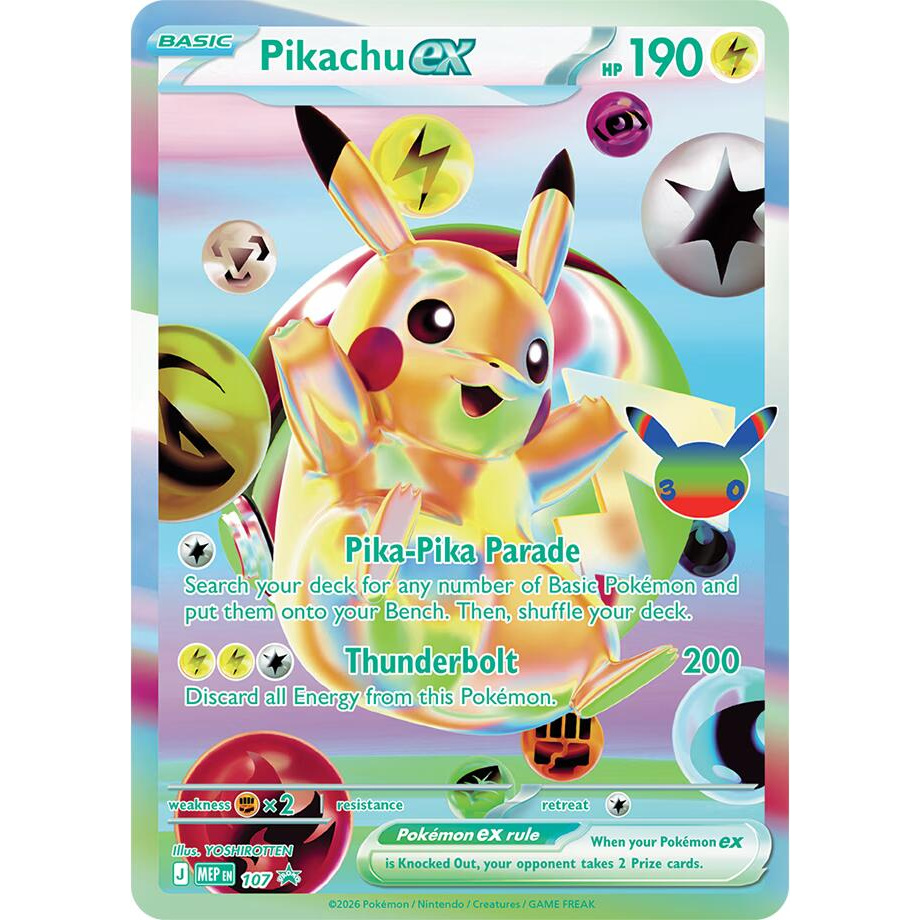 BASIC Pikachu ex HP 190
30
Pika-Pika Parade
Search your deck for any number of Basic Pokémon and
put them onto your Bench. Then, shuffle your deck.
Thunderbolt 200
Discard all Energy from this Pokémon.
weakness ×2 resistance retreat
Illus. YOSHIROTTEN
Pokémon ex rule When your Pokémon ex
is Knocked Out, your opponent takes 2 Prize cards.
J MEP EN 107
©2026 Pokémon / Nintendo / Creatures / GAME FREAK